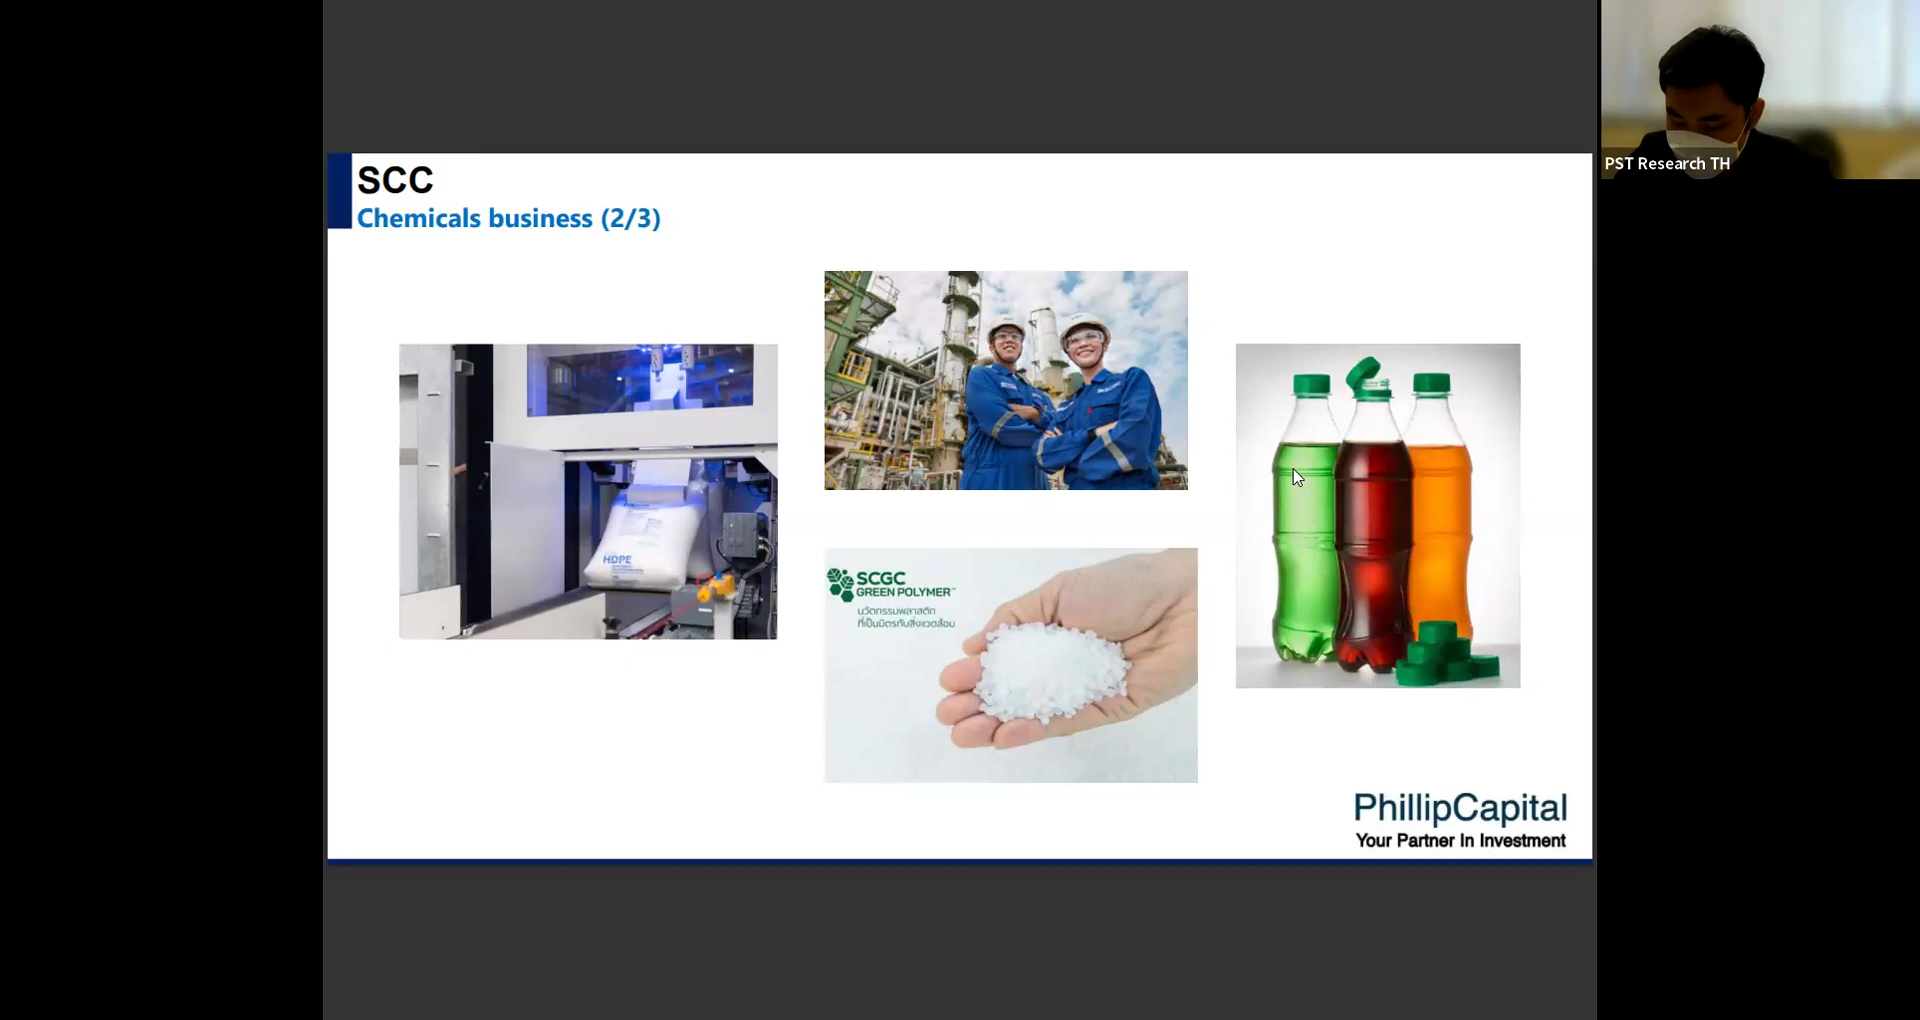 SCC
Chemicals business (2/3)
PST Research TH
HDPE
SCGC
GREEN POLYMER™
นวัตกรรมพลาสติก
ที่เป็นมิตรกับสิ่งแวดล้อม
PhillipCapital
Your Partner In Investment